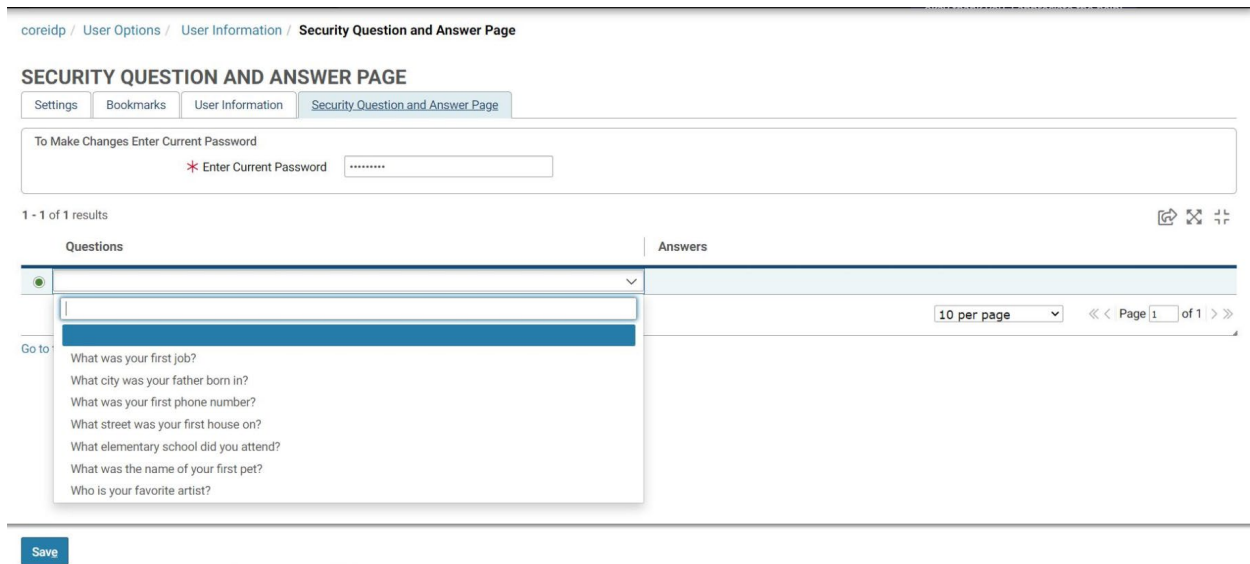 coreidp / User Options / User Information / Security Question and Answer Page
SECURITY QUESTION AND ANSWER PAGE
Settings Bookmarks User Information Security Question and Answer Page
To Make Changes Enter Current Password
* Enter Current Password •••••••••
1 - 1 of 1 results
Questions Answers
10 per page Page 1 of 1
Go to
What was your first job?
What city was your father born in?
What was your first phone number?
What street was your first house on?
What elementary school did you attend?
What was the name of your first pet?
Who is your favorite artist?
Save